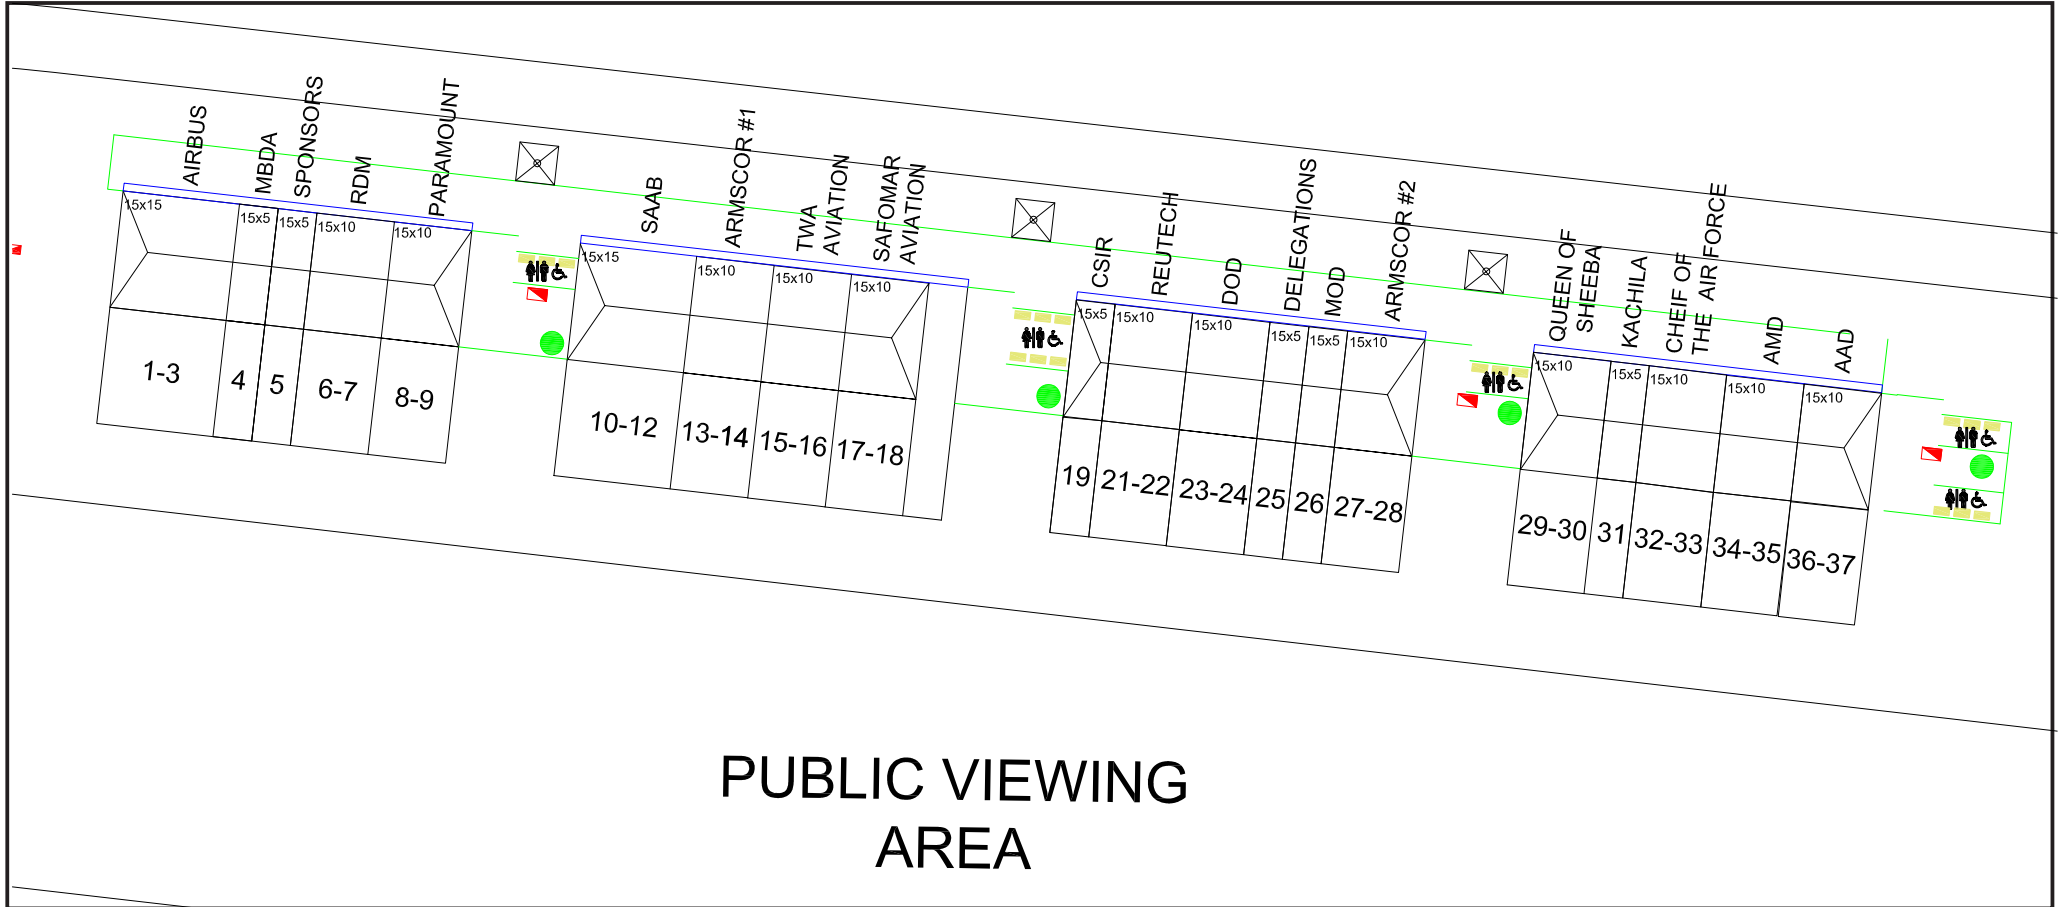 AIRBUS
MBDA
SPONSORS
RDM
PARAMOUNT
15x15
15x5
15x5
15x10
15x10
1-3
4
5
6-7
8-9
SAAB
ARMSCOR #1
TWA
AVIATION
SAFOMAR
AVIATION
15x15
15x10
15x10
15x10
10-12
13-14
15-16
17-18
CSIR
REUTECH
DOD
DELEGATIONS
MOD
ARMSCOR #2
15x5
15x10
15x10
15x5
15x5
15x10
19
21-22
23-24
25
26
27-28
QUEEN OF
SHEEBA
KACHILA
CHEIF OF
THE AIR FORCE
AMD
AAD
15x10
15x5
15x10
15x10
15x10
29-30
31
32-33
34-35
36-37
PUBLIC VIEWING
AREA